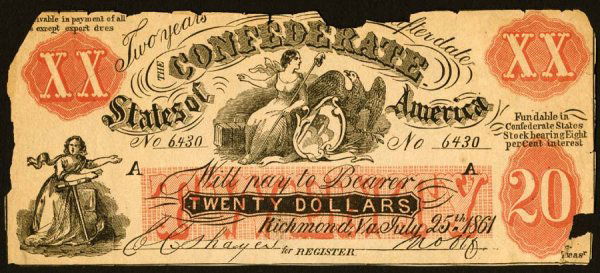 ivable in payment of all
except export dues
Two years after date
XX
XX
THE CONFEDERATE
States of America
No 6430
No 6430
Fundable in
Confederate States
Stock bearing Eight
per Cent interest
A
A
Will pay to Bearer
TWENTY DOLLARS
20
Richmond, Va July 25th 1861
for REGISTER
Treasr